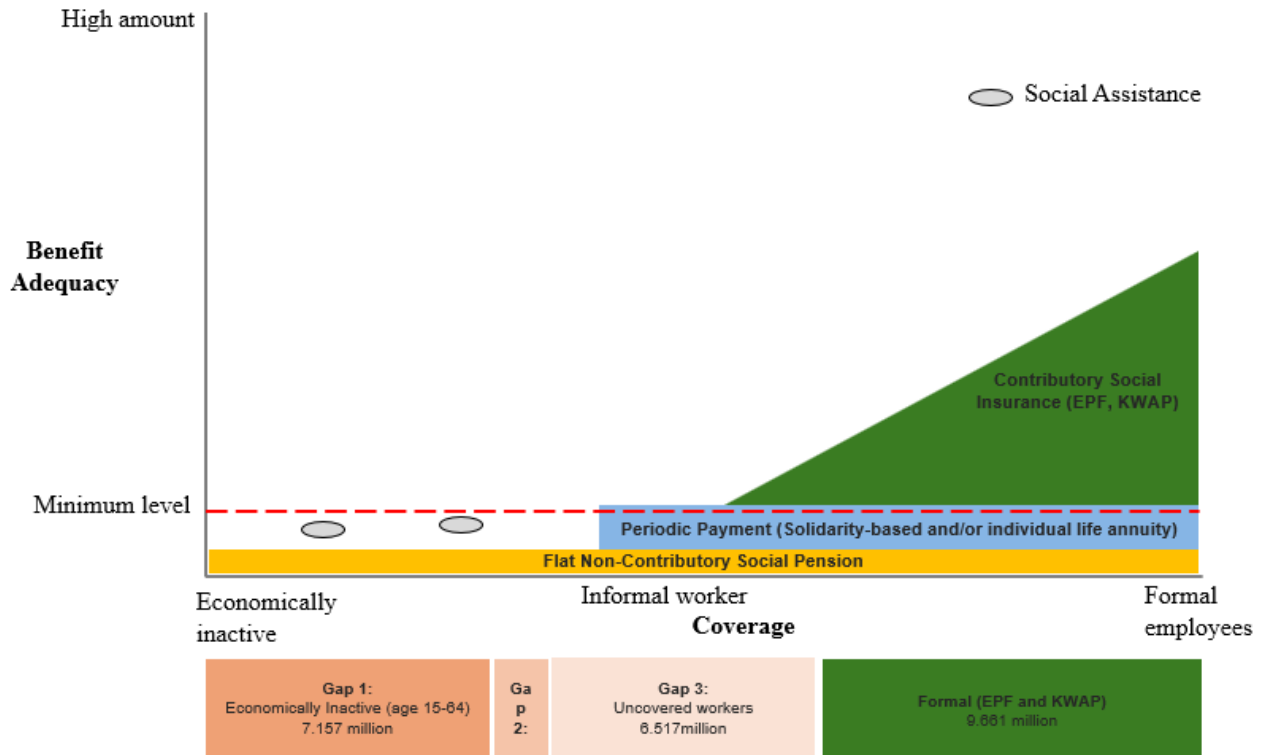 High amount
Social Assistance
Benefit
Adequacy
Contributory Social
Insurance (EPF, KWAP)
Minimum level
Periodic Payment (Solidarity-based and/or individual life annuity)
Flat Non-Contributory Social Pension
Economically
inactive
Informal worker
Formal
employees
Coverage
Gap 1:
Economically Inactive (age 15-64)
7.157 million
Ga
p
2:
Gap 3:
Uncovered workers
6.517million
Formal (EPF and KWAP)
9.661 million